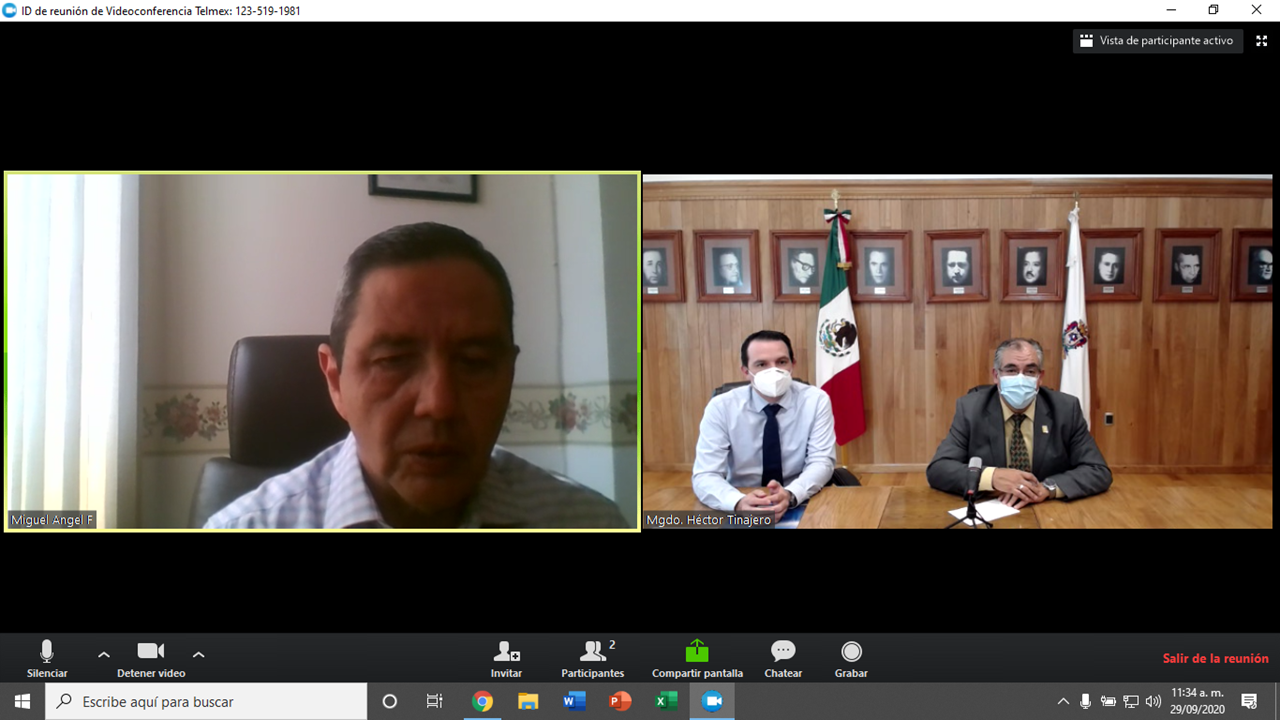 ID de reunión de Videoconferencia Telmex: 123-519-1981
Vista de participante activo
Miguel Angel F
Mgdo. Héctor Tinajero
2
Silenciar
Detener video
Invitar
Participantes
Compartir pantalla
Chatear
Grabar
Salir de la reunión
Escribe aquí para buscar
11:34 a. m.
29/09/2020